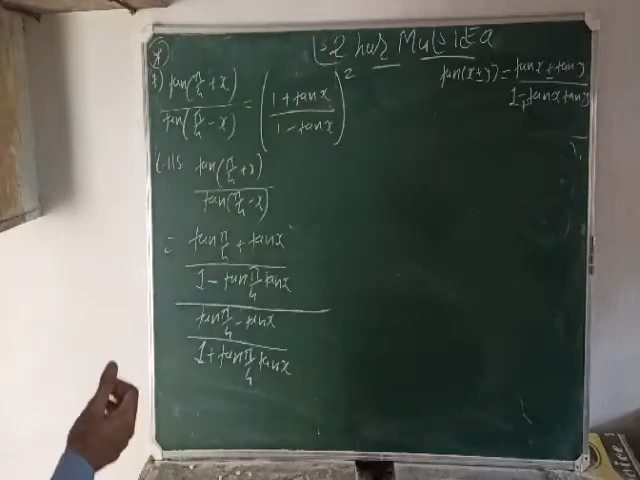 tan(x±y) = tanx ± tany / 1 ∓ tanx tany
tan(π/4 + x) / tan(π/4 - x) = (1 + tanx / 1 - tanx)²
L.H.S tan(π/4 + x) / tan(π/4 - x)
= tan π/4 + tanx
1 - tan π/4 tanx
tan π/4 - tanx
1 + tan π/4 tanx